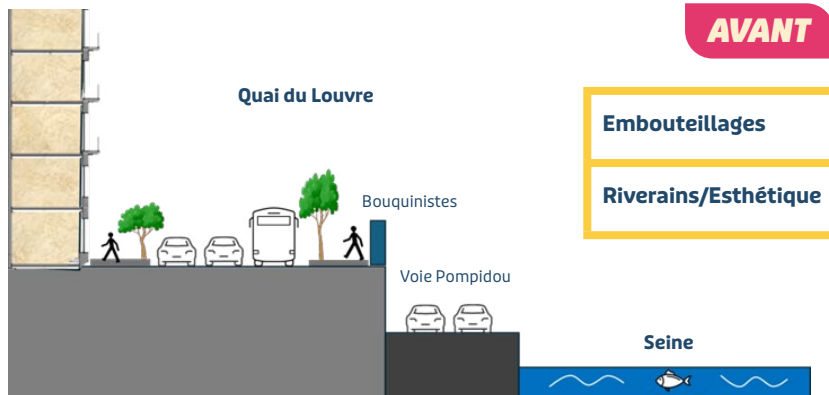 AVANT
Quai du Louvre
Embouteillages
Riverains/Esthétique
Bouquinistes
Voie Pompidou
Seine